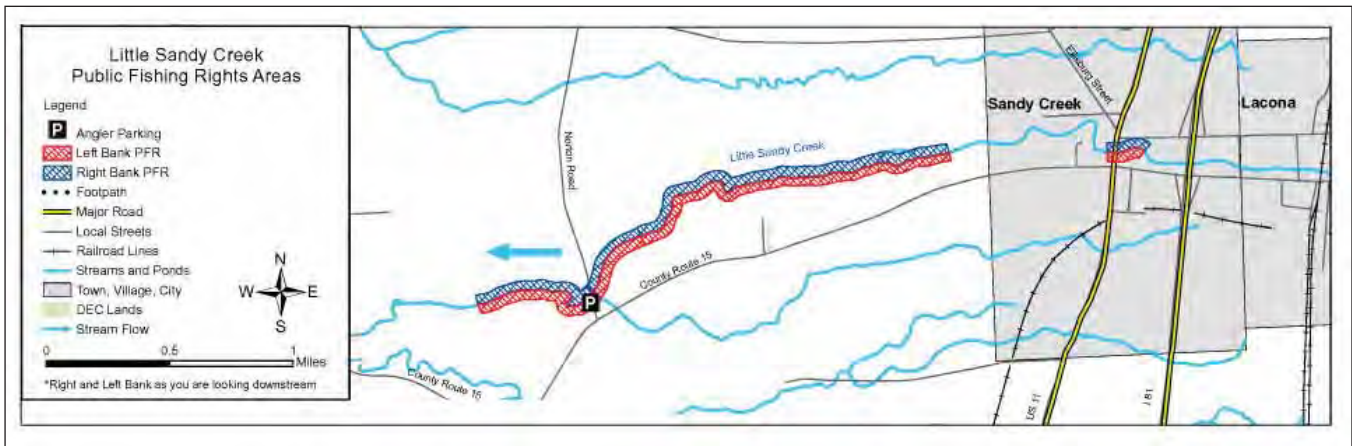 Little Sandy Creek
Public Fishing Rights Areas
Legend
P Angler Parking
Left Bank PFR
Right Bank PFR
Footpath
Major Road
Local Streets
Railroad Lines
Streams and Ponds
Town, Village, City
DEC Lands
Stream Flow
N
W E
S
0 0.5 1
Miles
*Right and Left Bank as you are looking downstream
Ellisburg Street
Sandy Creek
Lacona
Norton Road
Little Sandy Creek
County Route 15
P
County Route 15
US 11
I 81